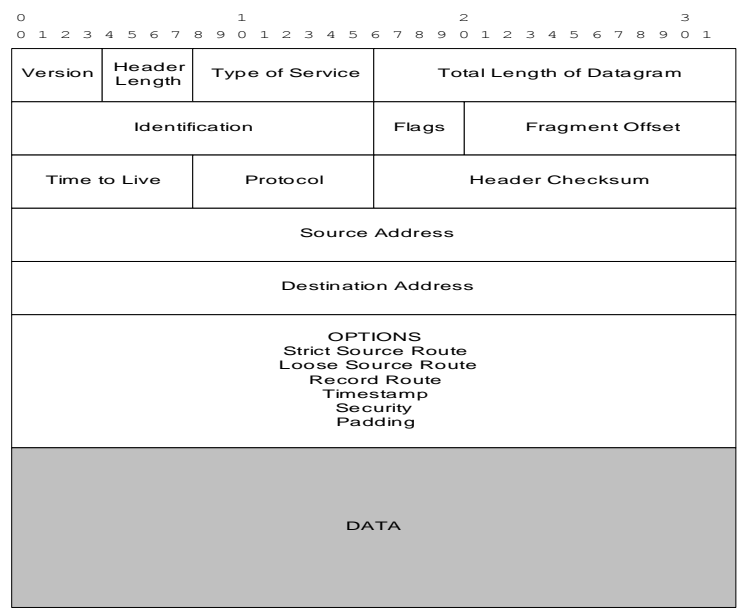 0 1 2 3
0 1 2 3 4 5 6 7 8 9 0 1 2 3 4 5 6 7 8 9 0 1 2 3 4 5 6 7 8 9 0 1
Version Header Length Type of Service Total Length of Datagram
Identification Flags Fragment Offset
Time to Live Protocol Header Checksum
Source Address
Destination Address
OPTIONS
Strict Source Route
Loose Source Route
Record Route
Timestamp
Security
Padding
DATA